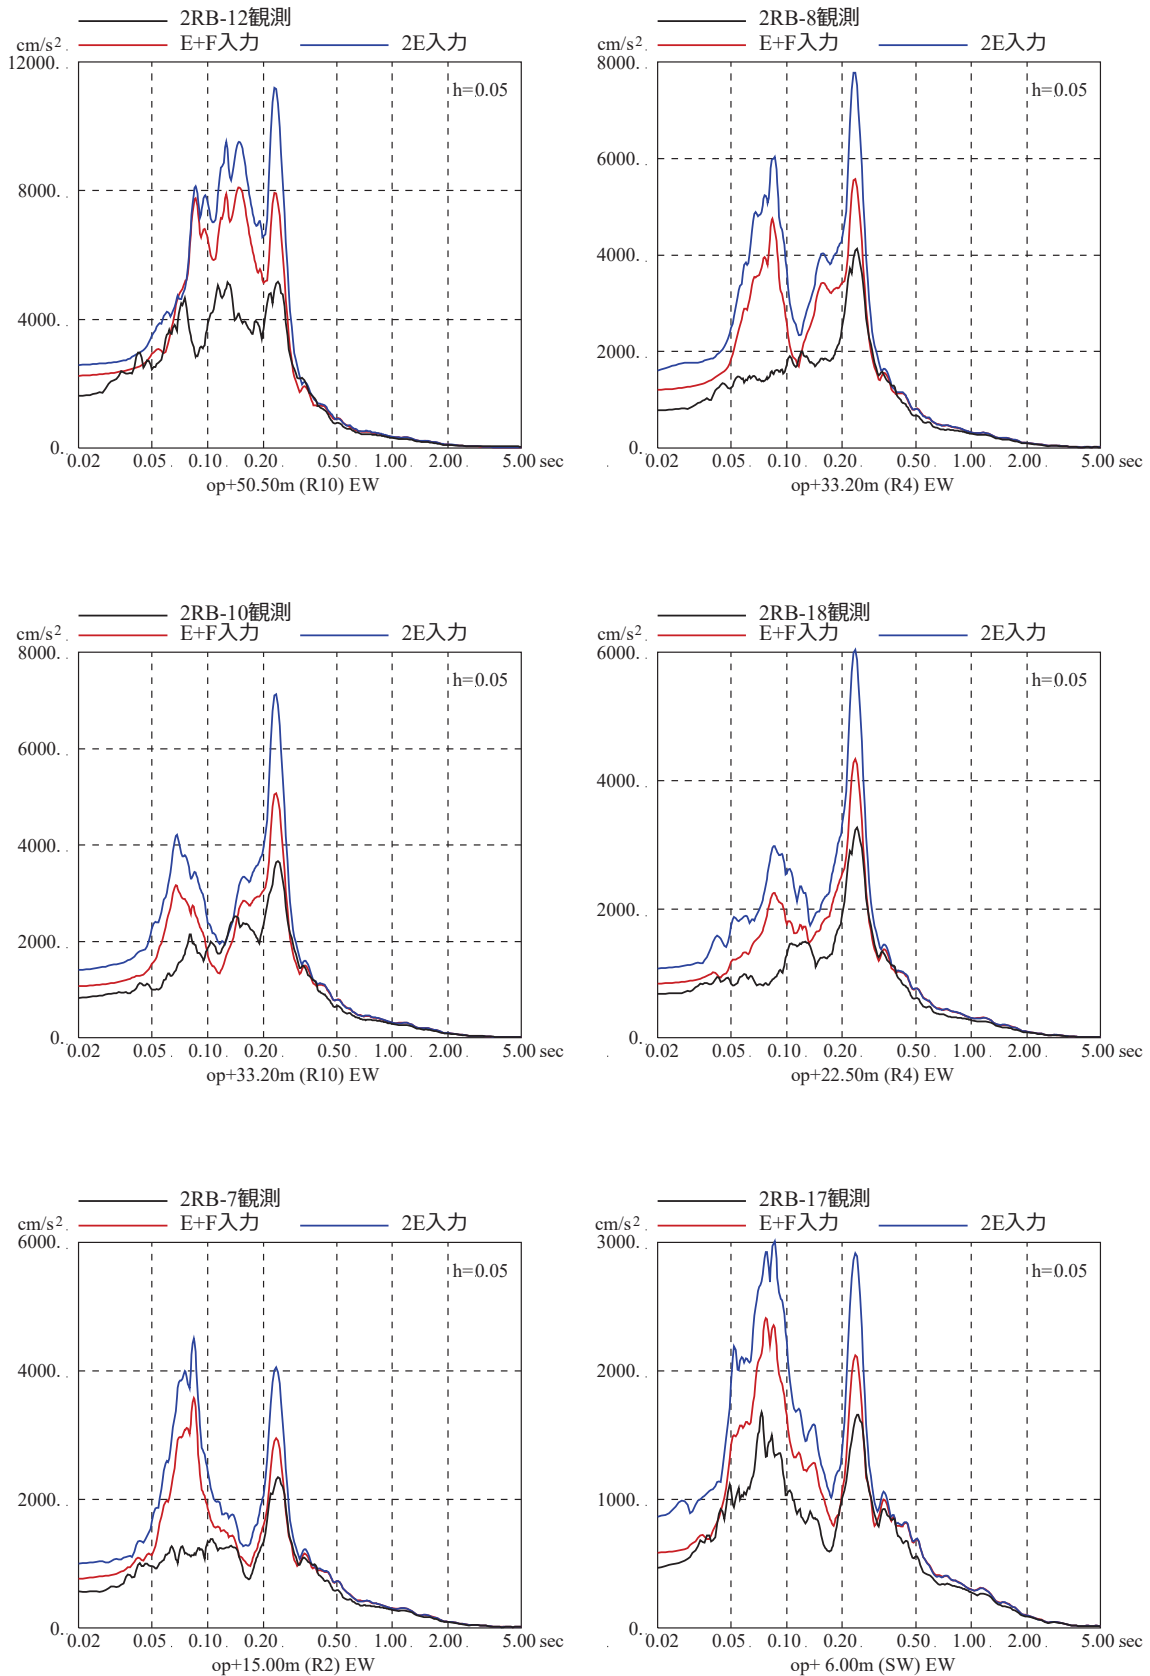 2RB-12観測
cm/s² E+F入力 2E入力
12000.
h=0.05
8000.
4000.
0.
0.02 0.05 0.10 0.20 0.50 1.00 2.00 5.00 sec
op+50.50m (R10) EW
2RB-8観測
cm/s² E+F入力 2E入力
8000.
h=0.05
6000.
4000.
2000.
0.
0.02 0.05 0.10 0.20 0.50 1.00 2.00 5.00 sec
op+33.20m (R4) EW
2RB-10観測
cm/s² E+F入力 2E入力
8000.
h=0.05
6000.
4000.
2000.
0.
0.02 0.05 0.10 0.20 0.50 1.00 2.00 5.00 sec
op+33.20m (R10) EW
2RB-18観測
cm/s² E+F入力 2E入力
6000.
h=0.05
4000.
2000.
0.
0.02 0.05 0.10 0.20 0.50 1.00 2.00 5.00 sec
op+22.50m (R4) EW
2RB-7観測
cm/s² E+F入力 2E入力
6000.
h=0.05
4000.
2000.
0.
0.02 0.05 0.10 0.20 0.50 1.00 2.00 5.00 sec
op+15.00m (R2) EW
2RB-17観測
cm/s² E+F入力 2E入力
3000.
h=0.05
2000.
1000.
0.
0.02 0.05 0.10 0.20 0.50 1.00 2.00 5.00 sec
op+ 6.00m (SW) EW